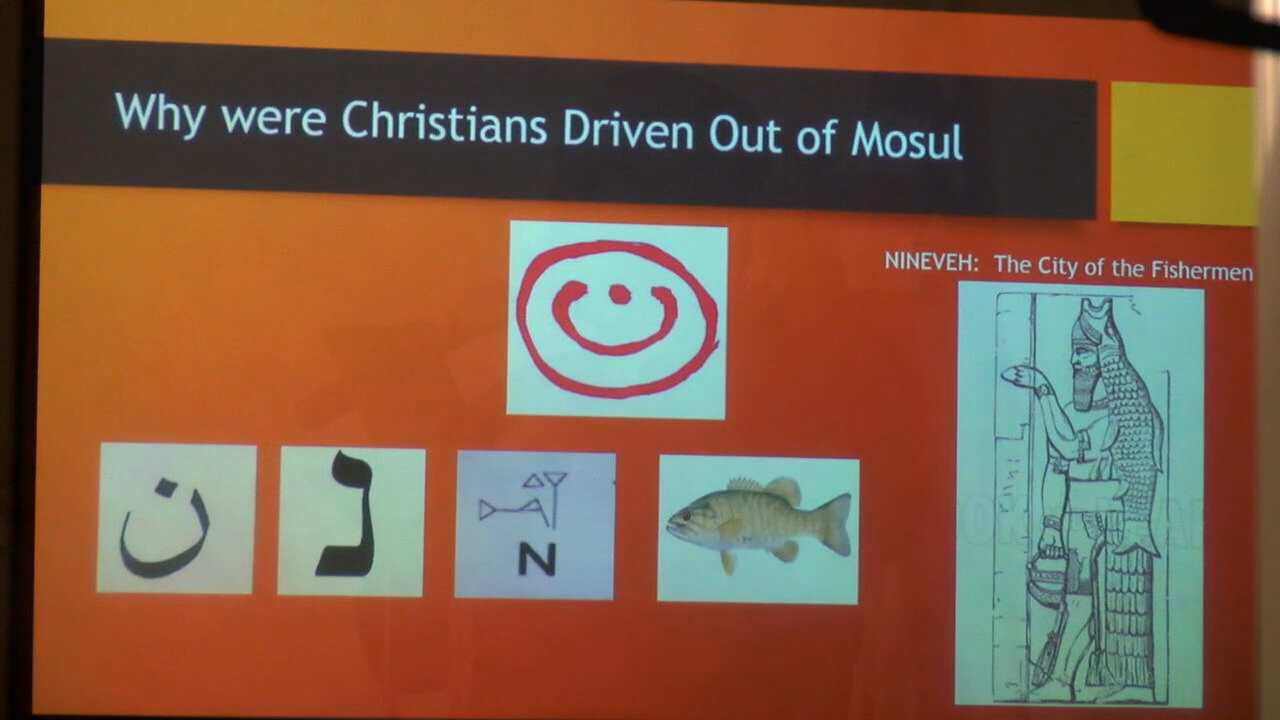 Why were Christians Driven Out of Mosul
NINEVEH: The City of the Fishermen
ن
ن
נ
N